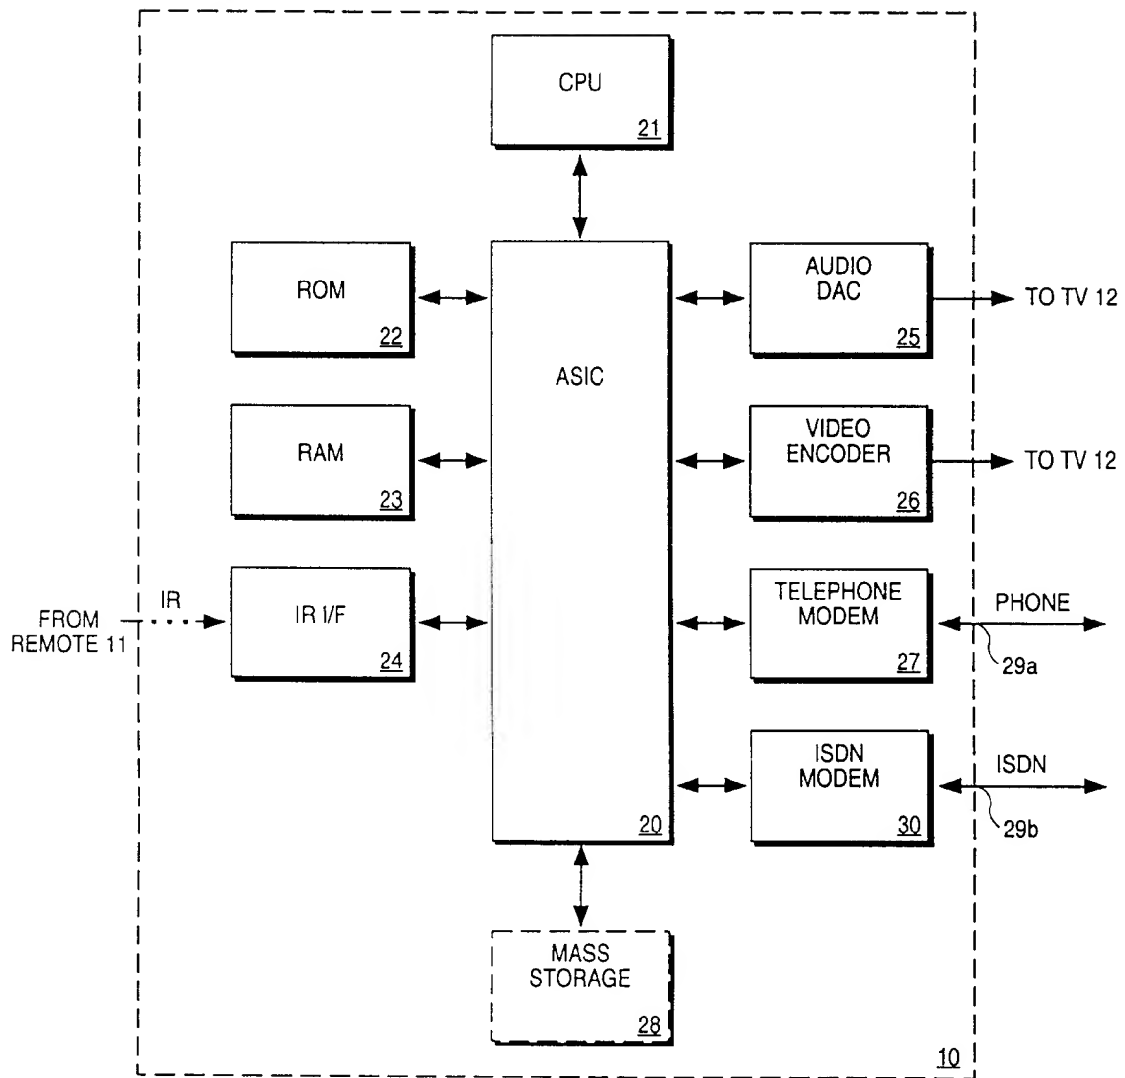 CPU
21
ROM
22
ASIC
20
AUDIO
DAC
25
TO TV 12
RAM
23
VIDEO
ENCODER
26
TO TV 12
FROM
REMOTE 11
IR
IR I/F
24
TELEPHONE
MODEM
27
PHONE
29a
ISDN
MODEM
30
ISDN
29b
MASS
STORAGE
28
10